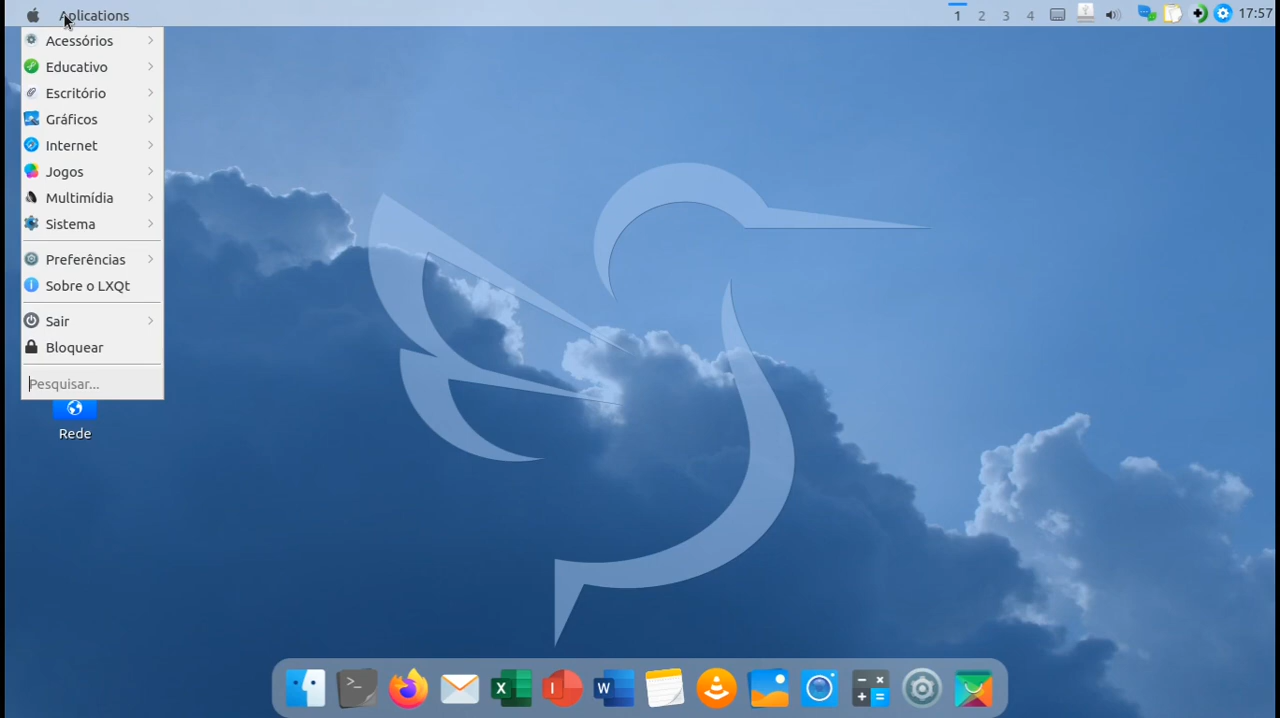 Aplications
1 2 3 4
17:57
Acessórios
Educativo
Escritório
Gráficos
Internet
Jogos
Multimídia
Sistema
Preferências
Sobre o LXQt
Sair
Bloquear
Pesquisar...
Rede
>_
X
I
W